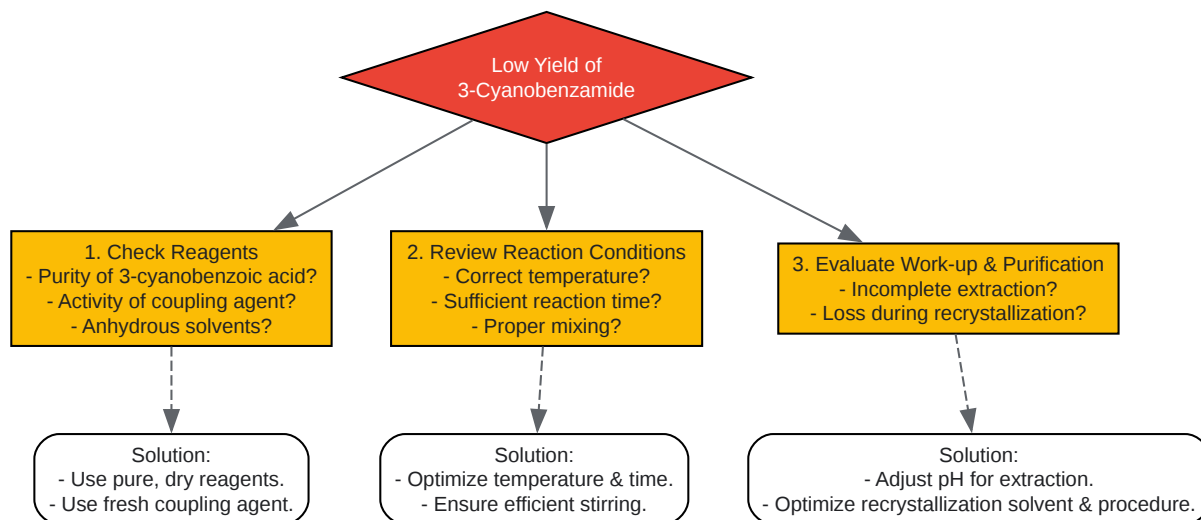 Low Yield of
3-Cyanobenzamide
1. Check Reagents
- Purity of 3-cyanobenzoic acid?
- Activity of coupling agent?
- Anhydrous solvents?
2. Review Reaction Conditions
- Correct temperature?
- Sufficient reaction time?
- Proper mixing?
3. Evaluate Work-up & Purification
- Incomplete extraction?
- Loss during recrystallization?
Solution:
- Use pure, dry reagents.
- Use fresh coupling agent.
Solution:
- Optimize temperature & time.
- Ensure efficient stirring.
Solution:
- Adjust pH for extraction.
- Optimize recrystallization solvent & procedure.